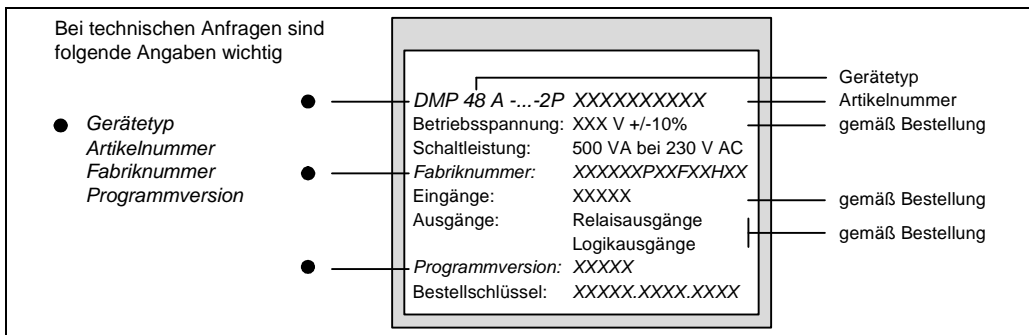 Bei technischen Anfragen sind
folgende Angaben wichtig
● Gerätetyp
Artikelnummer
Fabriknummer
Programmversion
DMP 48 A -...-2P XXXXXXXXXX
Betriebsspannung: XXX V +/-10%
Schaltleistung: 500 VA bei 230 V AC
Fabriknummer: XXXXXXPXXFXXHXX
Eingänge: XXXXX
Ausgänge: Relaisausgänge
Logikausgänge
Programmversion: XXXXX
Bestellschlüssel: XXXXX.XXXX.XXXX
Gerätetyp
Artikelnummer
gemäß Bestellung
gemäß Bestellung
gemäß Bestellung